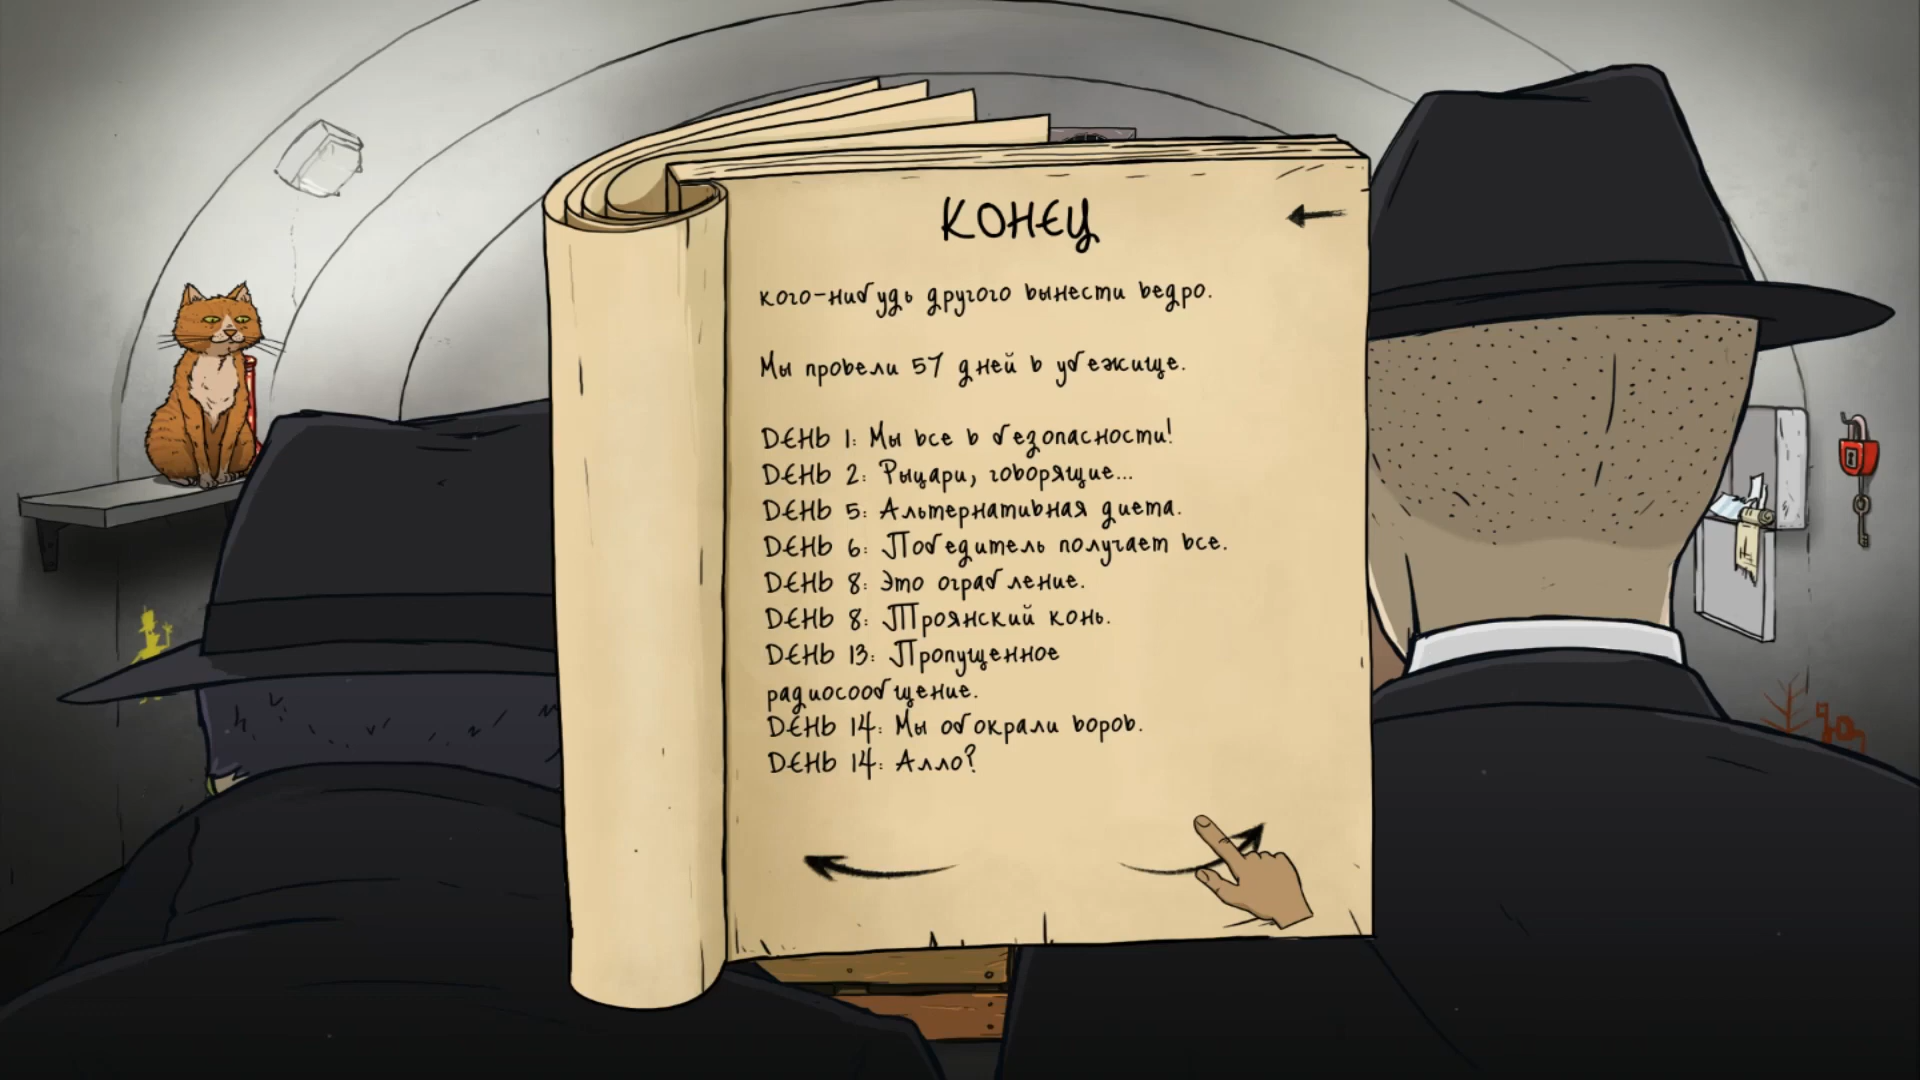 КОНЕЦ
кого-нибудь другого вынести ведро.
Мы провели 57 дней в убежище.
ДЕНЬ 1: Мы все в безопасности!
ДЕНЬ 2: Рыцари, говорящие...
ДЕНЬ 5: Альтернативная диета.
ДЕНЬ 6: Победитель получает все.
ДЕНЬ 8: Это ограбление.
ДЕНЬ 8: Троянский конь.
ДЕНЬ 13: Пропущенное
радиосообщение.
ДЕНЬ 14: Мы обокрали воров.
ДЕНЬ 14: Алло?